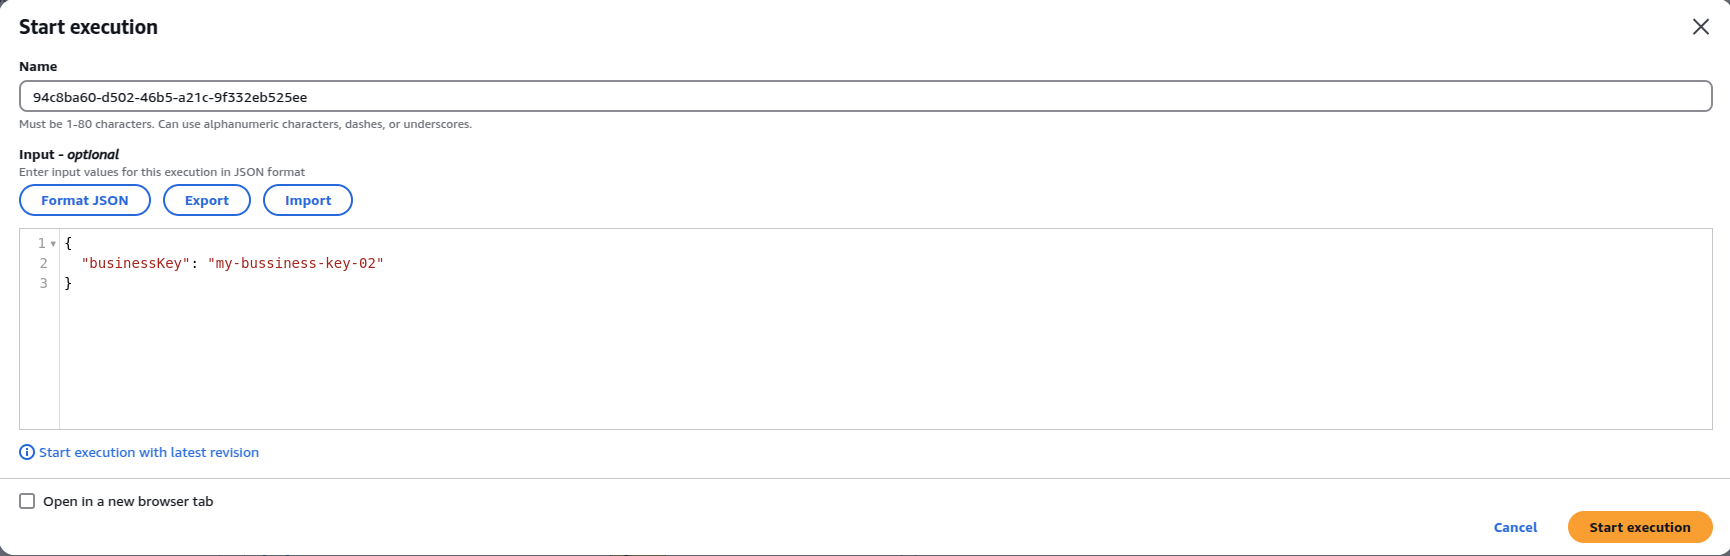 Start execution
Name
94c8ba60-d502-46b5-a21c-9f332eb525ee
Must be 1-80 characters. Can use alphanumeric characters, dashes, or underscores.
Input - optional
Enter input values for this execution in JSON format
Format JSON Export Import
1 {
2 "businessKey": "my-bussiness-key-02"
3 }
Start execution with latest revision
Open in a new browser tab
Cancel Start execution